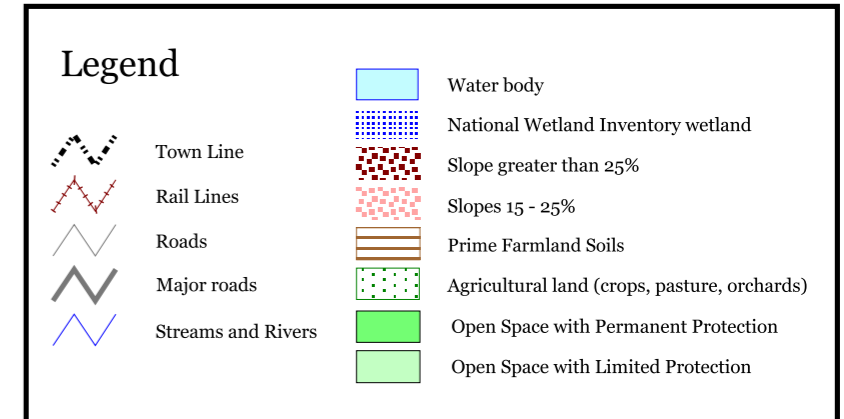 Legend
Town Line
Rail Lines
Roads
Major roads
Streams and Rivers
Water body
National Wetland Inventory wetland
Slope greater than 25%
Slopes 15 - 25%
Prime Farmland Soils
Agricultural land (crops, pasture, orchards)
Open Space with Permanent Protection
Open Space with Limited Protection